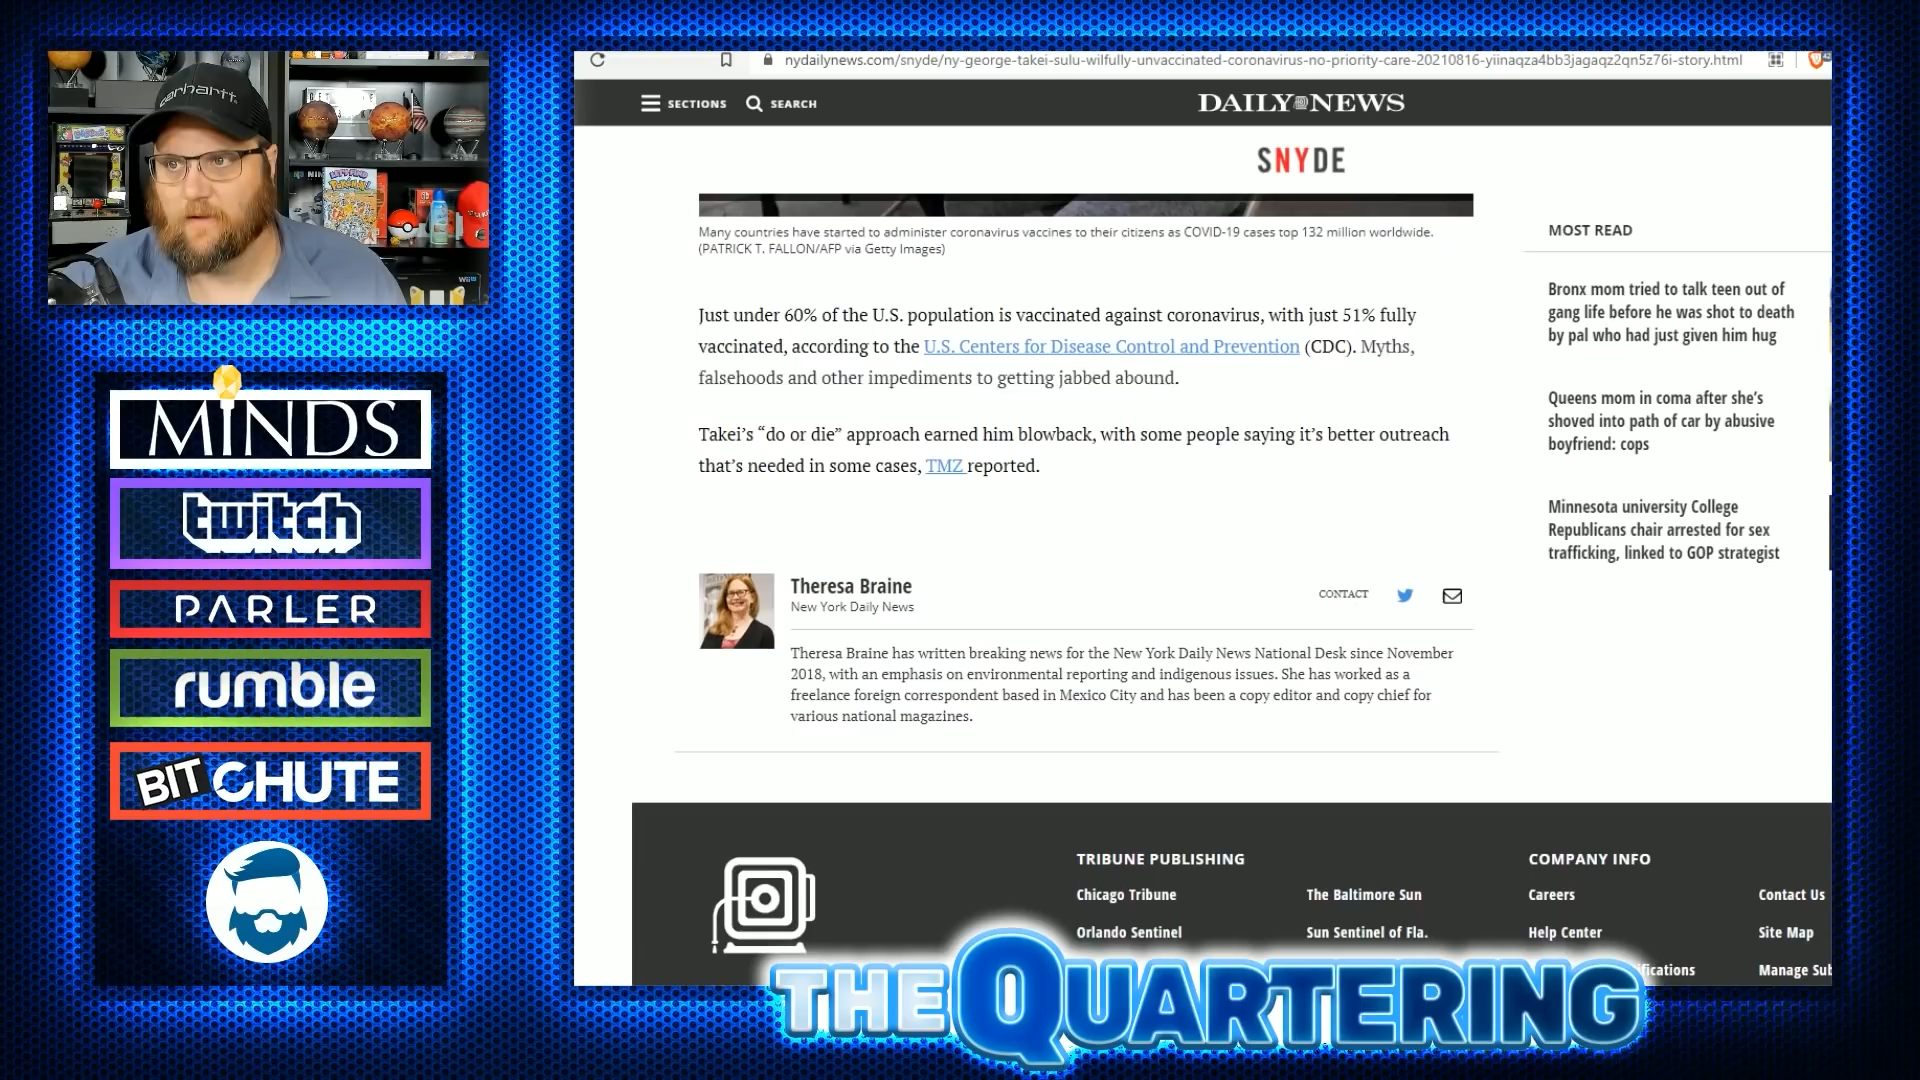 nydailynews.com/snyde/ny-george-takei-sulu-wilfully-unvaccinated-coronavirus-no-priority-care-20210816-yiinaqza4bb3jagaqz2qn5z76i-story.html
SECTIONS
SEARCH
DAILY NEWS
SNYDE
carhartt
LET'S FIND
Pokémon!
Wii U
Many countries have started to administer coronavirus vaccines to their citizens as COVID-19 cases top 132 million worldwide.
(PATRICK T. FALLON/AFP via Getty Images)
Just under 60% of the U.S. population is vaccinated against coronavirus, with just 51% fully
vaccinated, according to the U.S. Centers for Disease Control and Prevention (CDC). Myths,
falsehoods and other impediments to getting jabbed abound.
Takei’s “do or die” approach earned him blowback, with some people saying it’s better outreach
that’s needed in some cases, TMZ reported.
MOST READ
Bronx mom tried to talk teen out of
gang life before he was shot to death
by pal who had just given him hug
Queens mom in coma after she’s
shoved into path of car by abusive
boyfriend: cops
Minnesota university College
Republicans chair arrested for sex
trafficking, linked to GOP strategist
Theresa Braine
New York Daily News
CONTACT
Theresa Braine has written breaking news for the New York Daily News National Desk since November
2018, with an emphasis on environmental reporting and indigenous issues. She has worked as a
freelance foreign correspondent based in Mexico City and has been a copy editor and copy chief for
various national magazines.
MINDS
twitch
PARLER
rumble
BITCHUTE
TRIBUNE PUBLISHING
COMPANY INFO
Chicago Tribune
The Baltimore Sun
Careers
Contact Us
Orlando Sentinel
Sun Sentinel of Fla.
Help Center
Site Map
ifications
Manage Sub
THE QUARTERING